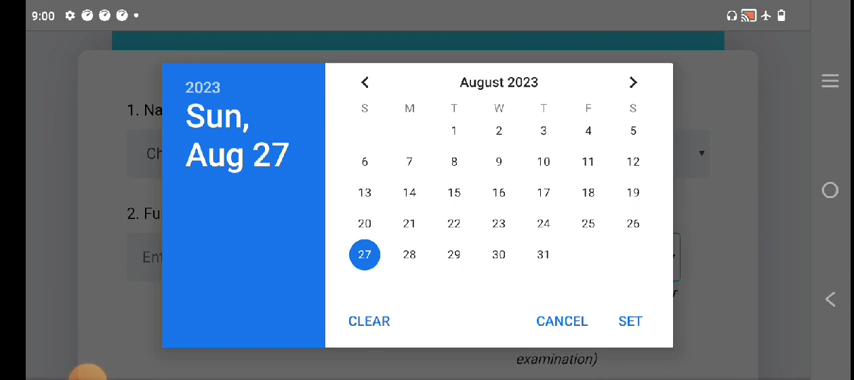 9:00
1. Na
Ch
2. Fu
Ent
r
examination)
2023
Sun,
Aug 27
August 2023
S M T W T F S
1 2 3 4 5
6 7 8 9 10 11 12
13 14 15 16 17 18 19
20 21 22 23 24 25 26
27 28 29 30 31
CLEAR CANCEL SET